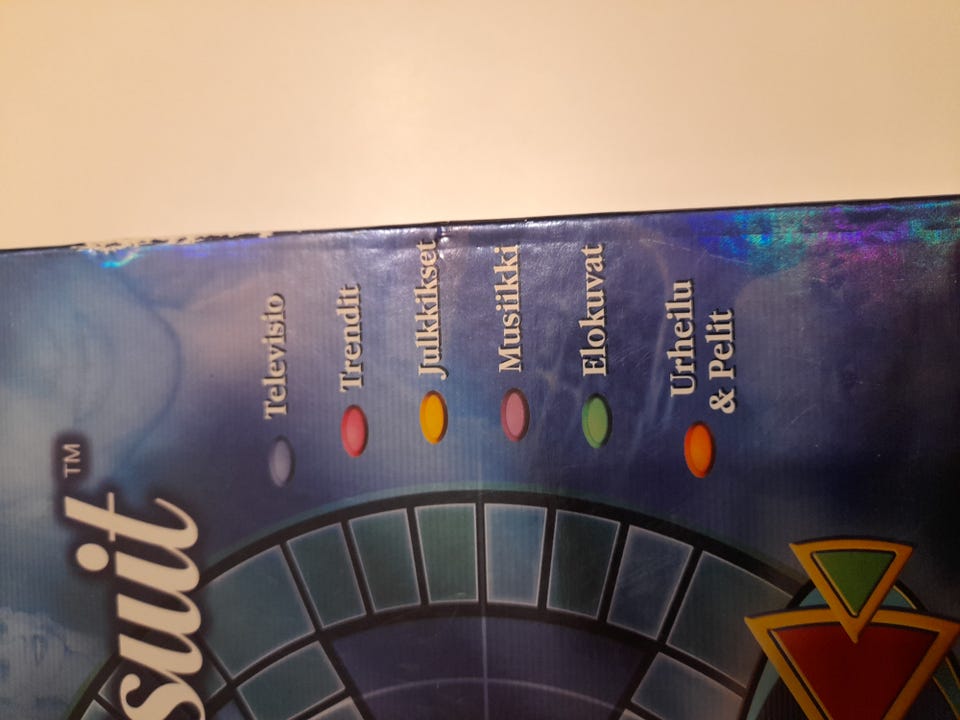 suit™
Televisio
Trendit
Julkkikset
Musiikki
Elokuvat
Urheilu
& Pelit